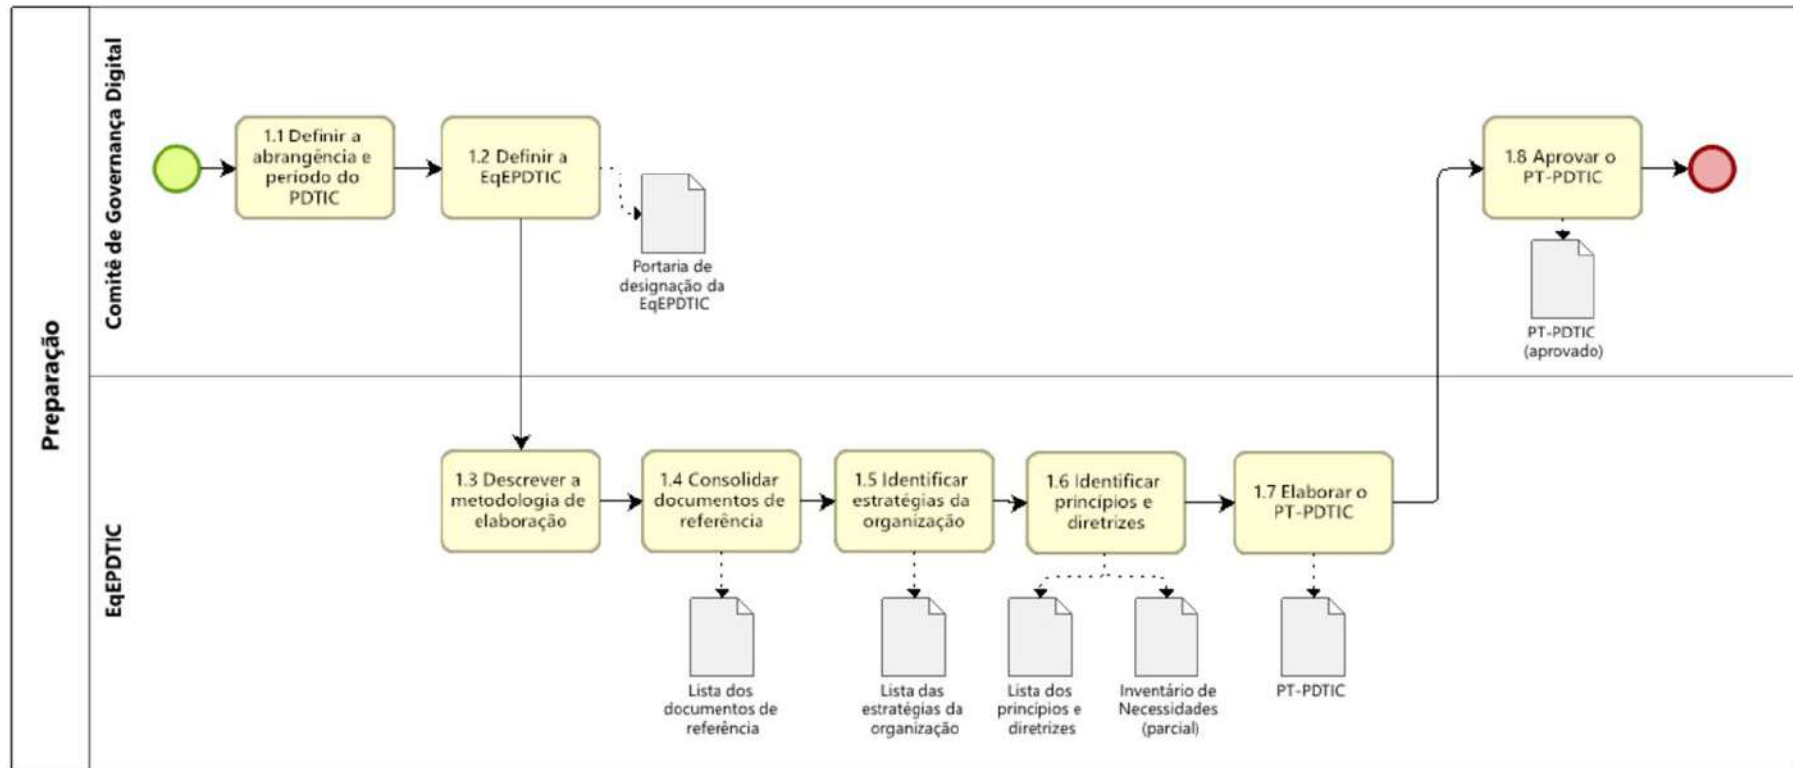 Preparação
Comitê de Governança Digital
1.1 Definir a
abrangência e
período do
PDTIC
1.2 Definir a
EqEPDTIC
Portaria de
designação da
EqEPDTIC
1.8 Aprovar o
PT-PDTIC
PT-PDTIC
(aprovado)
EqEPDTIC
1.3 Descrever a
metodologia de
elaboração
1.4 Consolidar
documentos de
referência
1.5 Identificar
estratégias da
organização
1.6 Identificar
princípios e
diretrizes
1.7 Elaborar o
PT-PDTIC
Lista dos
documentos de
referência
Lista das
estratégias da
organização
Lista dos
princípios e
diretrizes
Inventário de
Necessidades
(parcial)
PT-PDTIC